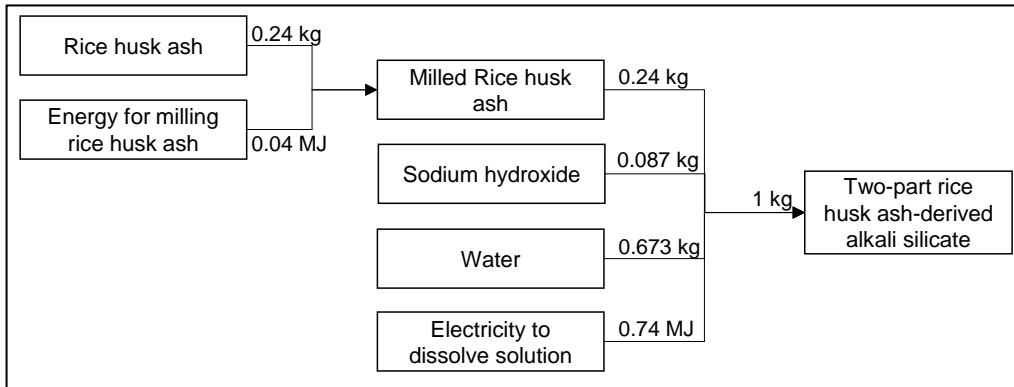 Rice husk ash
0.24 kg
Energy for milling
rice husk ash
0.04 MJ
Milled Rice husk
ash
0.24 kg
Sodium hydroxide
0.087 kg
Water
0.673 kg
Electricity to
dissolve solution
0.74 MJ
1 kg
Two-part rice
husk ash-derived
alkali silicate